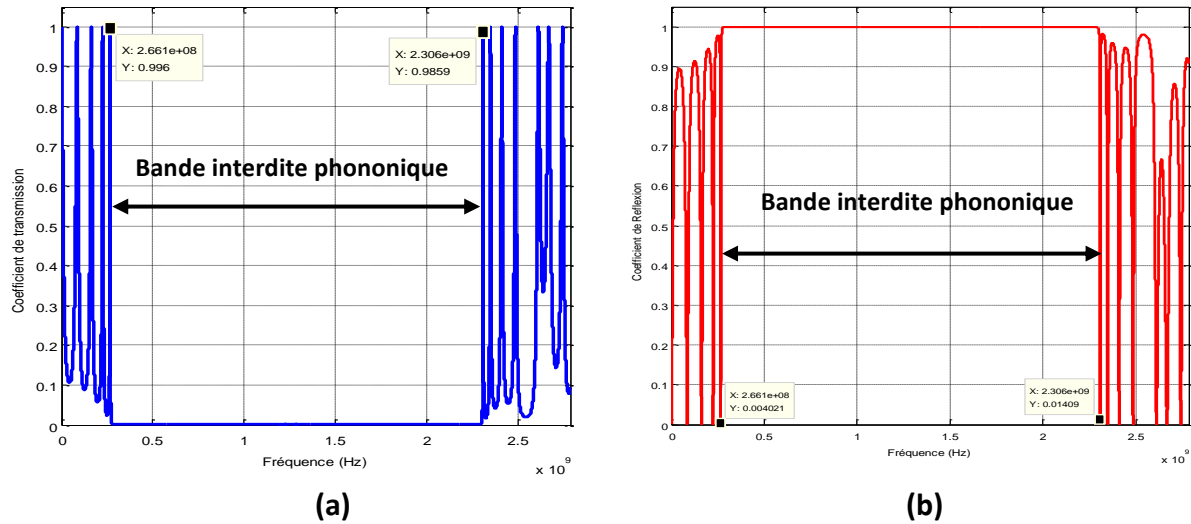 X: 2.661e+08
Y: 0.996
X: 2.306e+09
Y: 0.9859
Bande interdite phononique
Coefficient de transmission
1
0.9
0.8
0.7
0.6
0.5
0.4
0.3
0.2
0.1
0
0 0.5 1 1.5 2 2.5
Fréquence (Hz)
x 10^9
(a)
Bande interdite phononique
X: 2.661e+08
Y: 0.004021
X: 2.306e+09
Y: 0.01409
Coefficient de Reflexion
1
0.9
0.8
0.7
0.6
0.5
0.4
0.3
0.2
0.1
0
0 0.5 1 1.5 2 2.5
Fréquence (Hz)
x 10^9
(b)